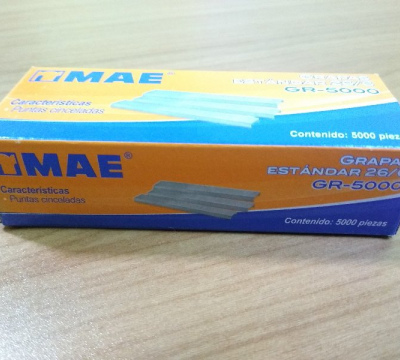 MAE®
GR-5000
Características
- Puntas cinceladas
Contenido: 5000 piezas
MAE®
GRAPA
ESTÁNDAR 26/6
GR-5000
Características
- Puntas cinceladas
Contenido: 5000 piezas